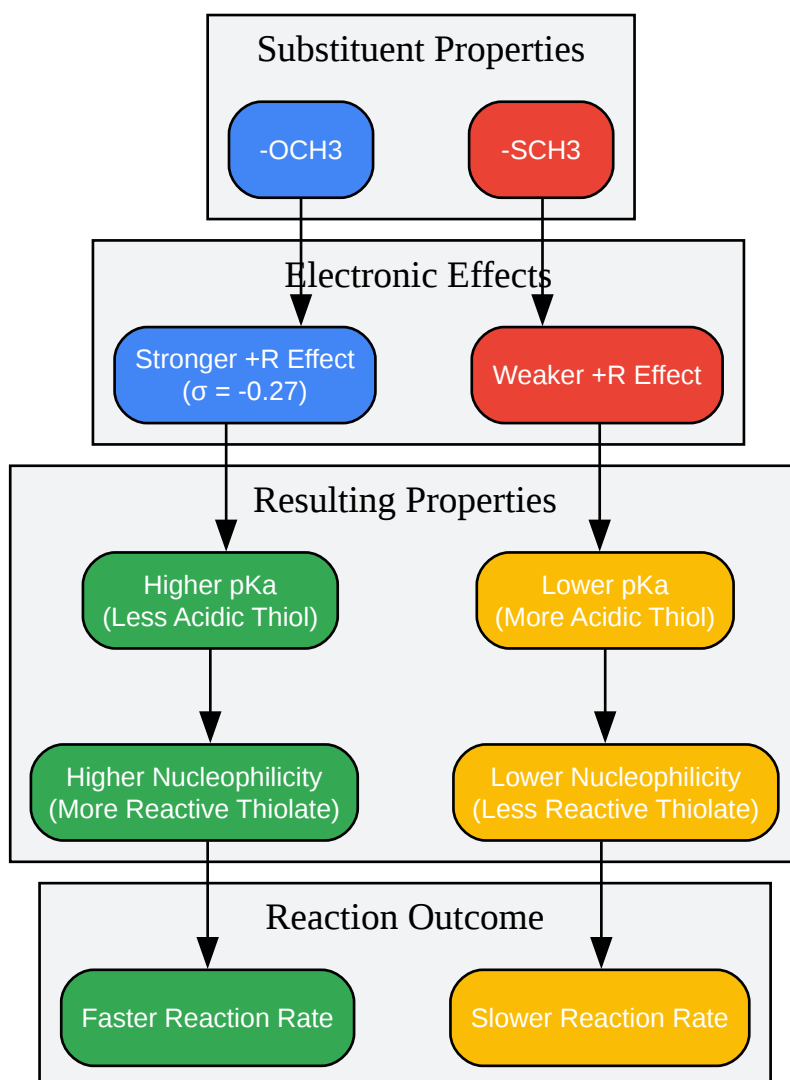 Substituent Properties
-OCH3
-SCH3
Electronic Effects
Stronger +R Effect
(σ = -0.27)
Weaker +R Effect
Resulting Properties
Higher pKa
(Less Acidic Thiol)
Lower pKa
(More Acidic Thiol)
Higher Nucleophilicity
(More Reactive Thiolate)
Lower Nucleophilicity
(Less Reactive Thiolate)
Reaction Outcome
Faster Reaction Rate
Slower Reaction Rate